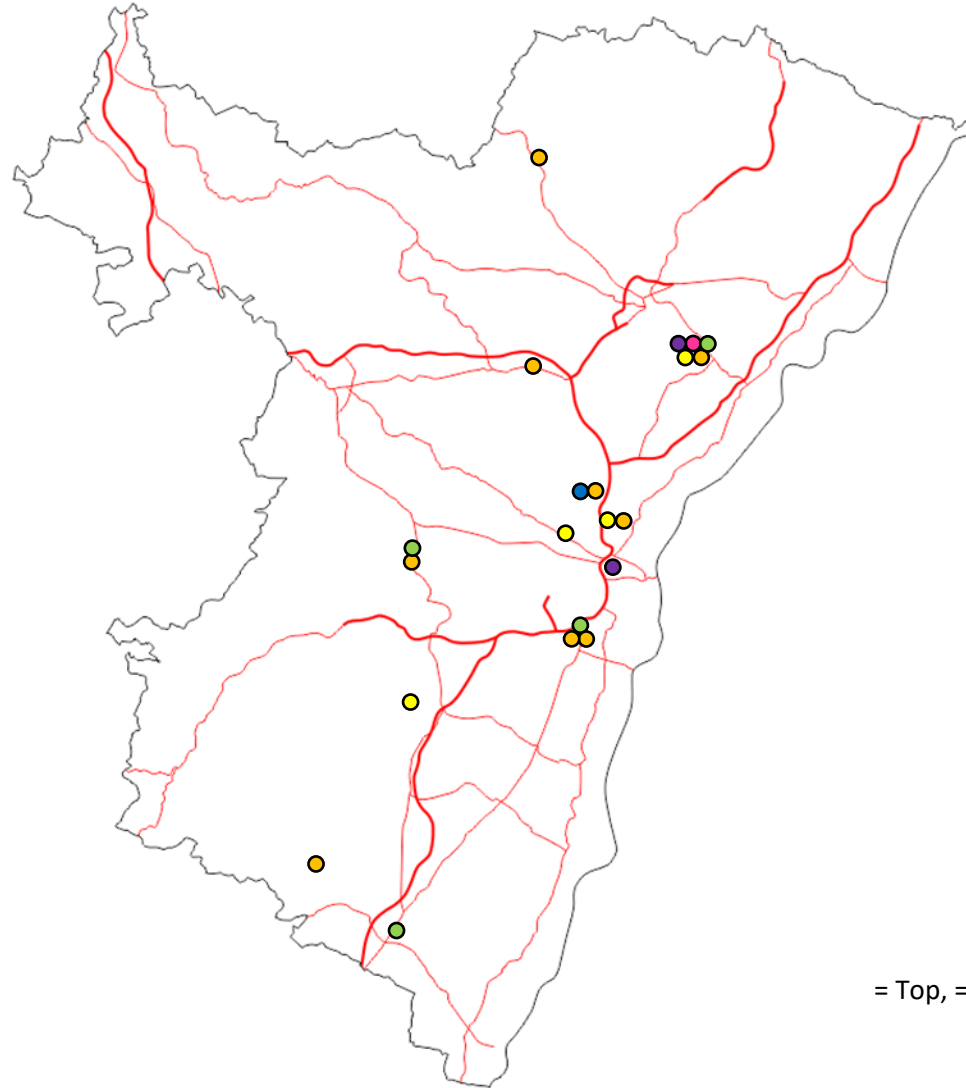 = Top, =